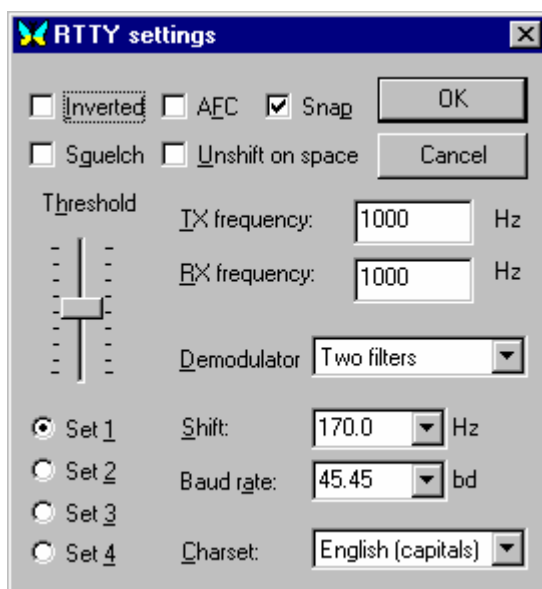 RTTY settings
Inverted AFC Snap OK
Sguelch Unshift on space Cancel
Threshold
TX frequency: 1000 Hz
RX frequency: 1000 Hz
Demodulator Two filters
Set 1 Shift: 170.0 Hz
Set 2 Baud rate: 45.45 bd
Set 3
Set 4 Charset: English (capitals)